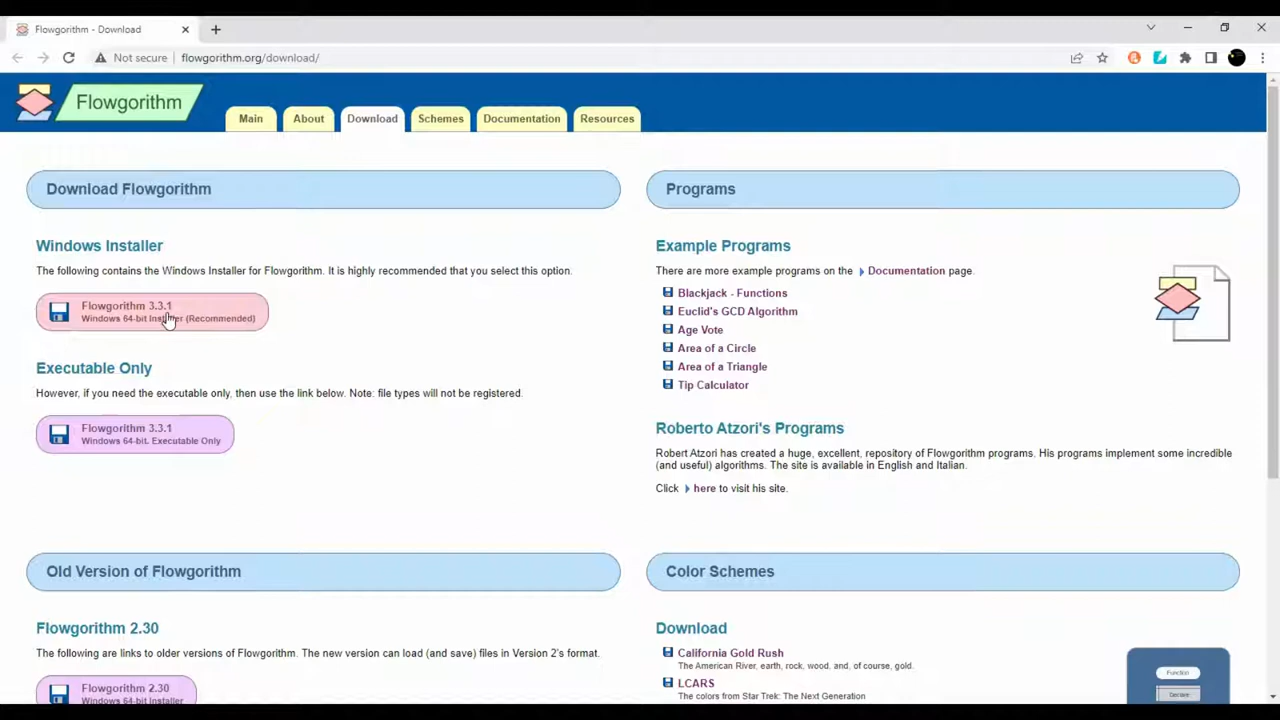 Flowgorithm - Download
Not secure
flowgorithm.org/download/
Flowgorithm
Main
About
Download
Schemes
Documentation
Resources
Download Flowgorithm
Windows Installer
The following contains the Windows Installer for Flowgorithm. It is highly recommended that you select this option.
Flowgorithm 3.3.1
Windows 64-bit Installer (Recommended)
Executable Only
However, if you need the executable only, then use the link below. Note: file types will not be registered.
Flowgorithm 3.3.1
Windows 64-bit. Executable Only
Programs
Example Programs
There are more example programs on the Documentation page.
Blackjack - Functions
Euclid's GCD Algorithm
Age Vote
Area of a Circle
Area of a Triangle
Tip Calculator
Roberto Atzori's Programs
Robert Atzori has created a huge, excellent, repository of Flowgorithm programs. His programs implement some incredible
(and useful) algorithms. The site is available in English and Italian.
Click here to visit his site.
Old Version of Flowgorithm
Flowgorithm 2.30
The following are links to older versions of Flowgorithm. The new version can load (and save) files in Version 2's format.
Flowgorithm 2.30
Windows 64-bit Installer
Color Schemes
Download
California Gold Rush
The American River, earth, rock, wood, and, of course, gold.
LCARS
The colors from Star Trek: The Next Generation
Function
Declare